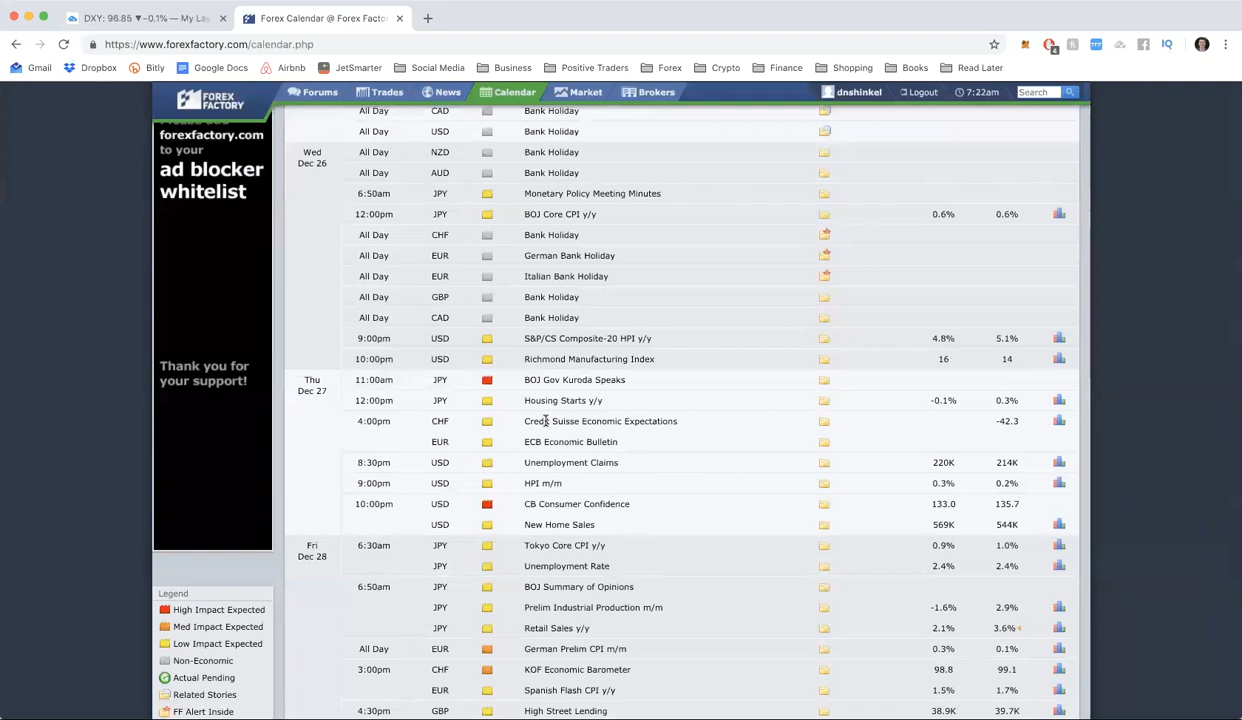 DXY: 96.85 ▼−0.1% — My La
Forex Calendar @ Forex Facto
https://www.forexfactory.com/calendar.php
4
IQ
Gmail Dropbox Bitly Google Docs Airbnb JetSmarter Social Media Business Positive Traders Forex Crypto Finance Shopping Books Read Later
FOREX FACTORY
Forums Trades News Calendar Market Brokers dnshinkel Logout 7:22am Search
forexfactory.com
to your
ad blocker
whitelist
Thank you for
your support!
All Day CAD Bank Holiday
All Day USD Bank Holiday
Wed Dec 26 All Day NZD Bank Holiday
All Day AUD Bank Holiday
6:50am JPY Monetary Policy Meeting Minutes
12:00pm JPY BOJ Core CPI y/y 0.6% 0.6%
All Day CHF Bank Holiday
All Day EUR German Bank Holiday
All Day EUR Italian Bank Holiday
All Day GBP Bank Holiday
All Day CAD Bank Holiday
9:00pm USD S&P/CS Composite-20 HPI y/y 4.8% 5.1%
10:00pm USD Richmond Manufacturing Index 16 14
Thu Dec 27 11:00am JPY BOJ Gov Kuroda Speaks
12:00pm JPY Housing Starts y/y -0.1% 0.3%
4:00pm CHF Credit Suisse Economic Expectations -42.3
EUR ECB Economic Bulletin
8:30pm USD Unemployment Claims 220K 214K
9:00pm USD HPI m/m 0.3% 0.2%
10:00pm USD CB Consumer Confidence 133.0 135.7
USD New Home Sales 569K 544K
Fri Dec 28 6:30am JPY Tokyo Core CPI y/y 0.9% 1.0%
JPY Unemployment Rate 2.4% 2.4%
6:50am JPY BOJ Summary of Opinions
JPY Prelim Industrial Production m/m -1.6% 2.9%
JPY Retail Sales y/y 2.1% 3.6%
All Day EUR German Prelim CPI m/m 0.3% 0.1%
3:00pm CHF KOF Economic Barometer 98.8 99.1
EUR Spanish Flash CPI y/y 1.5% 1.7%
4:30pm GBP High Street Lending 38.9K 39.7K
Legend
High Impact Expected
Med Impact Expected
Low Impact Expected
Non-Economic
Actual Pending
Related Stories
FF Alert Inside